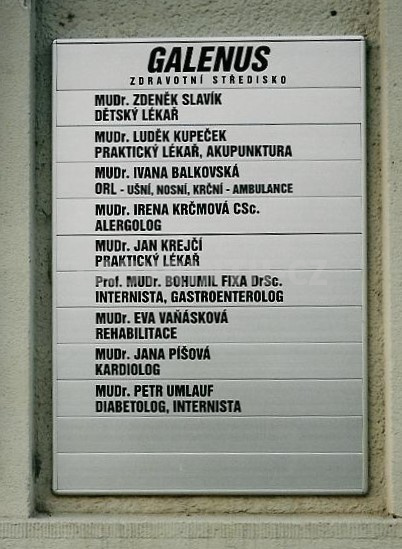 GALENUS
ZDRAVOTNÍ STŘEDISKO
MUDr. ZDENĚK SLAVÍK
DĚTSKÝ LÉKAŘ
MUDr. LUDĚK KUPEČEK
PRAKTICKÝ LÉKAŘ, AKUPUNKTURA
MUDr. IVANA BALKOVSKÁ
ORL - UŠNÍ, NOSNÍ, KRČNÍ - AMBULANCE
MUDr. IRENA KRČMOVÁ CSc.
ALERGOLOG
MUDr. JAN KREJČÍ
PRAKTICKÝ LÉKAŘ
Prof. MUDr. BOHUMIL FIXA DrSc.
INTERNISTA, GASTROENTEROLOG
MUDr. EVA VAŇÁSKOVÁ
REHABILITACE
MUDr. JANA PÍŠOVÁ
KARDIOLOG
MUDr. PETR UMLAUF
DIABETOLOG, INTERNISTA